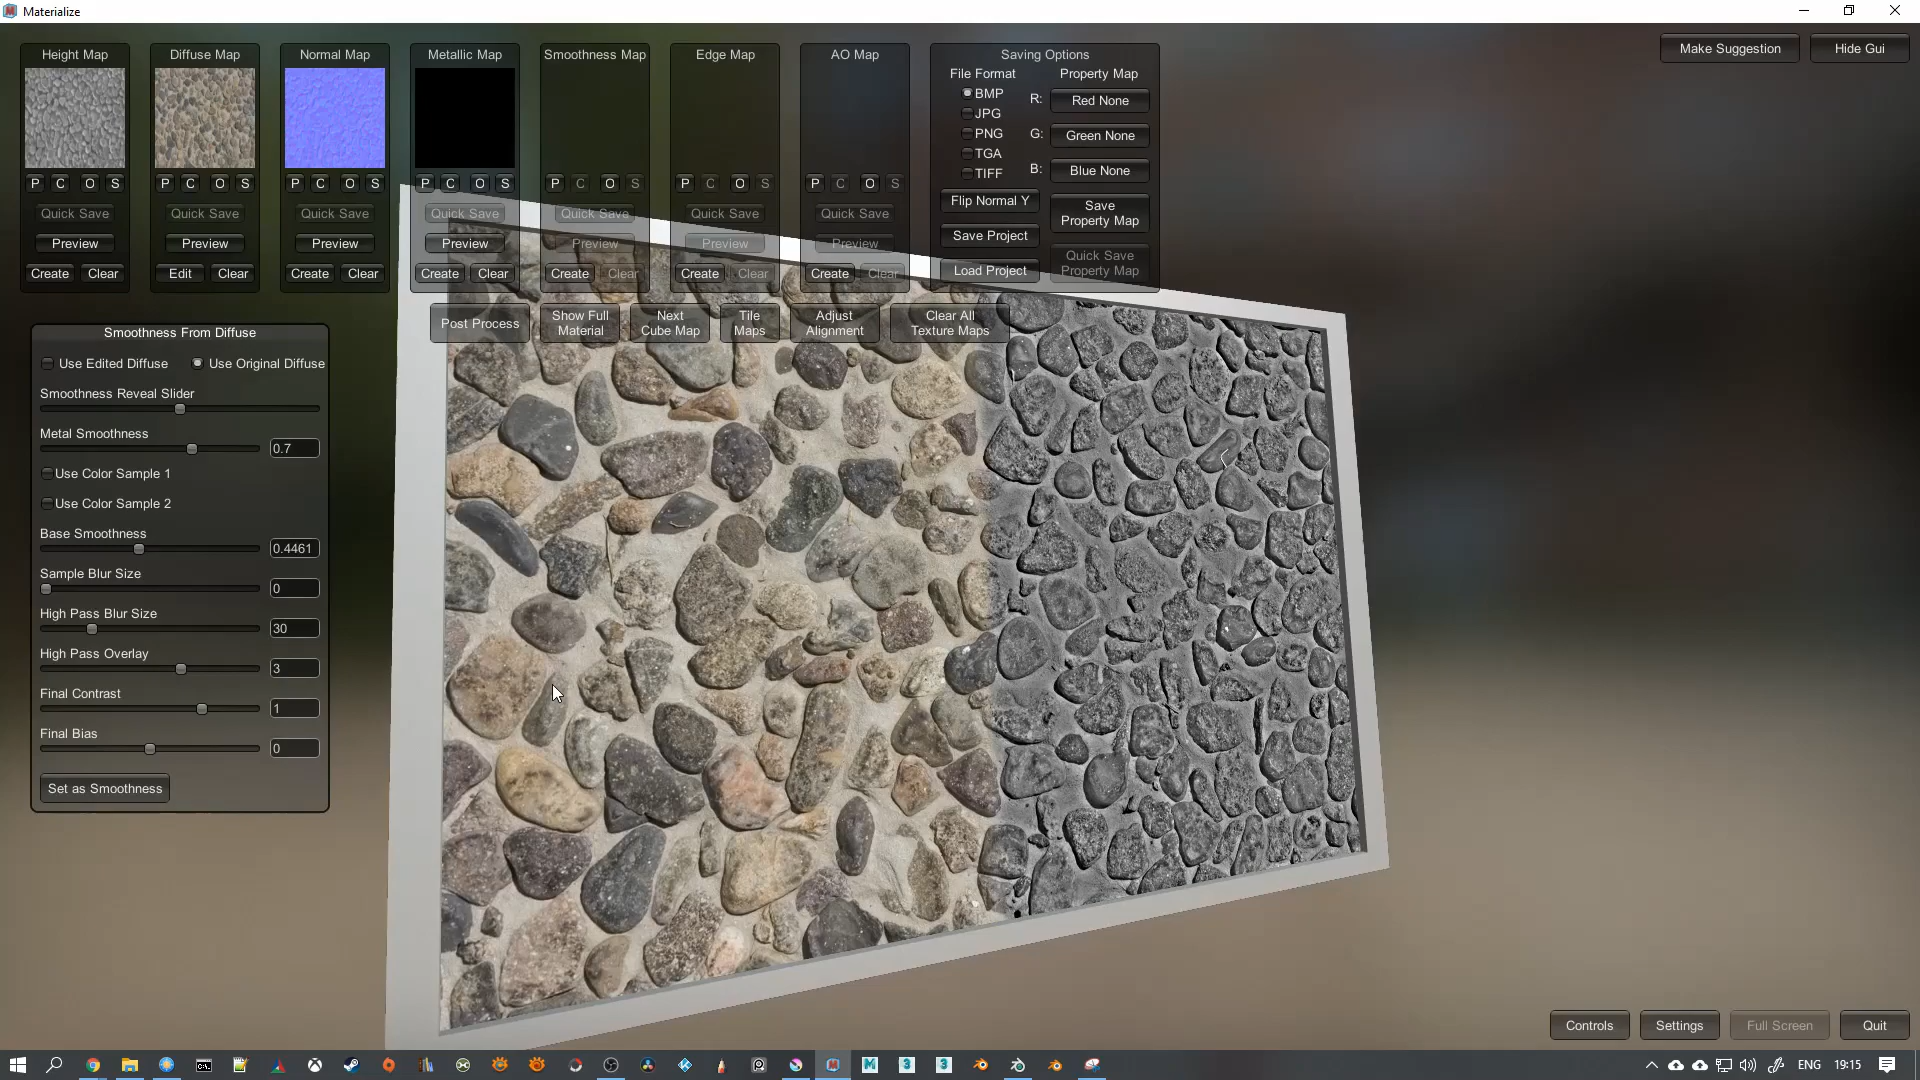 Materialize
Height Map
Diffuse Map
Normal Map
Metallic Map
Smoothness Map
Edge Map
AO Map
Saving Options
Make Suggestion
Hide Gui
File Format
Property Map
BMP
R:
Red None
JPG
PNG
G:
Green None
TGA
TIFF
B:
Blue None
P C O S
P C O S
P C O S
P C O S
P C O S
P C O S
P C O S
Quick Save
Quick Save
Quick Save
Quick Save
Quick Save
Quick Save
Quick Save
Flip Normal Y
Save
Property Map
Preview
Preview
Preview
Preview
Preview
Preview
Preview
Save Project
Create Clear
Edit Clear
Create Clear
Create Clear
Create Clear
Create Clear
Create Clear
Load Project
Quick Save
Property Map
Post Process
Show Full
Material
Next
Cube Map
Tile
Maps
Adjust
Alignment
Clear All
Texture Maps
Smoothness From Diffuse
Use Edited Diffuse
Use Original Diffuse
Smoothness Reveal Slider
Metal Smoothness
0.7
Use Color Sample 1
Use Color Sample 2
Base Smoothness
0.4461
Sample Blur Size
0
High Pass Blur Size
30
High Pass Overlay
3
Final Contrast
1
Final Bias
0
Set as Smoothness
Controls
Settings
Full Screen
Quit
ENG
19:15